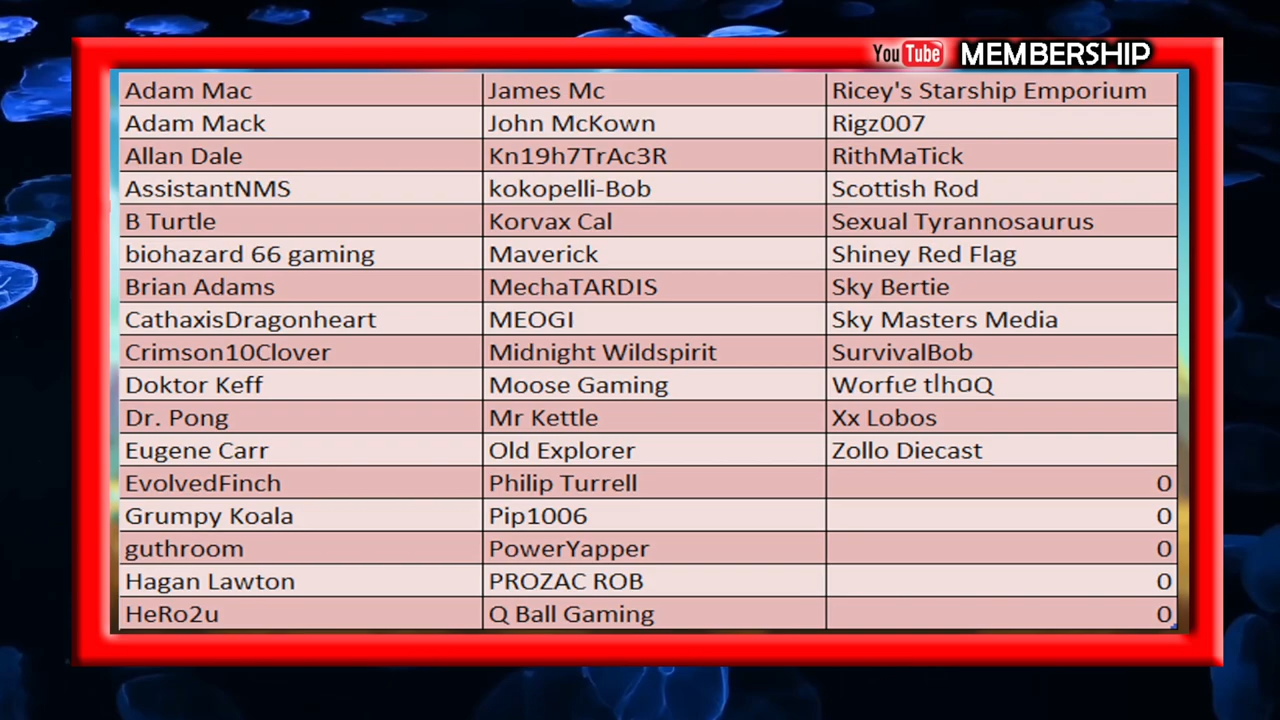 YouTube MEMBERSHIP
Adam Mac James Mc Ricey's Starship Emporium
Adam Mack John McKown Rigz007
Allan Dale Kn19h7TrAc3R RithMaTick
AssistantNMS kokopelli-Bob Scottish Rod
B Turtle Korvax Cal Sexual Tyrannosaurus
biohazard 66 gaming Maverick Shiney Red Flag
Brian Adams MechaTARDIS Sky Bertie
CathaxisDragonheart MEOGI Sky Masters Media
Crimson10Clover Midnight Wildspirit SurvivalBob
Doktor Keff Moose Gaming Worfιҽ tlhɑQ
Dr. Pong Mr Kettle Xx Lobos
Eugene Carr Old Explorer Zollo Diecast
EvolvedFinch Philip Turrell 0
Grumpy Koala Pip1006 0
guthroom PowerYapper 0
Hagan Lawton PROZAC ROB 0
HeRo2u Q Ball Gaming 0